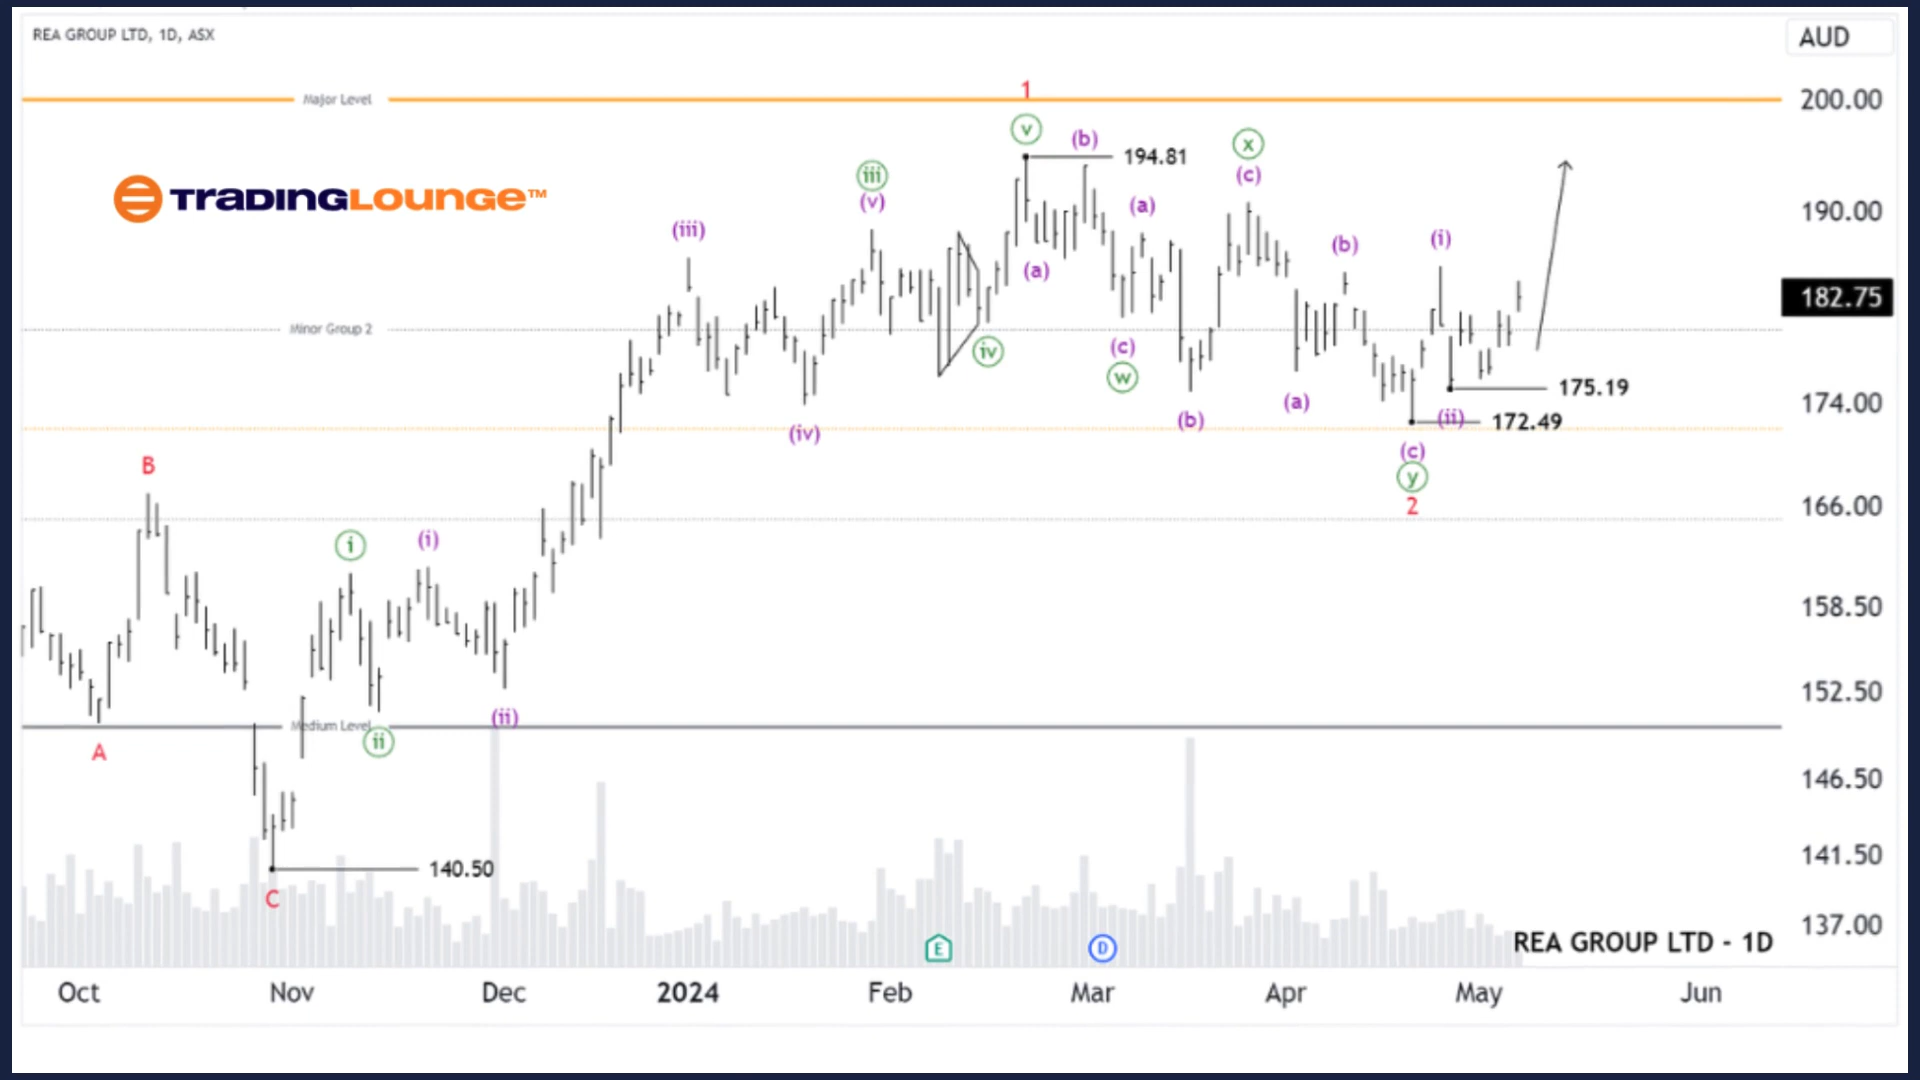 REA GROUP LTD, 1D, ASX
AUD
1
200.00
Major Level
v
(b)
194.81
x
iii
(c)
TRADINGLOUNGE™
(v)
(a)
190.00
(iii)
(i)
(b)
(a)
182.75
Minor Group 2
iv
(c)
w
175.19
(a)
174.00
(b)
(ii)
172.49
(iv)
(c)
B
y
2
166.00
i
(i)
158.50
152.50
(ii)
Medium Level
ii
A
146.50
141.50
140.50
C
137.00
E
D
REA GROUP LTD - 1D
Oct
Nov
Dec
2024
Feb
Mar
Apr
May
Jun